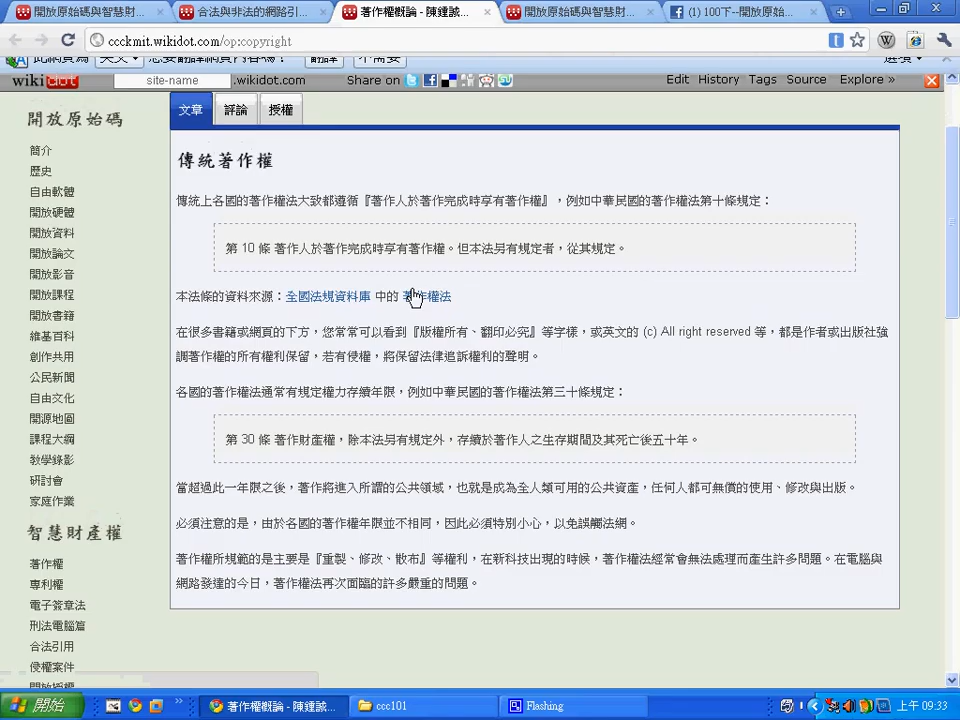 開放原始碼與智慧財...
合法與非法的網路引...
著作權概論 - 陳鍾誠...
開放原始碼與智慧財...
(1) 100下--開放原始...
ccckmit.wikidot.com/op:copyright
wikidot
site-name
.wikidot.com
Share on
Edit
History
Tags
Source
Explore »
文章
評論
授權
開放原始碼
簡介
歷史
自由軟體
開放硬體
開放資料
開放論文
開放影音
開放課程
開放書籍
維基百科
創作共用
公民新聞
自由文化
開源地圖
課程大綱
教學錄影
研討會
家庭作業
智慧財產權
著作權
專利權
電子簽章法
刑法電腦篇
合法引用
侵權案件
開放授權
傳統著作權
傳統上各國的著作權法大致都遵循『著作人於著作完成時享有著作權』，例如中華民國的著作權法第十條規定：
第 10 條 著作人於著作完成時享有著作權。但本法另有規定者，從其規定。
本法條的資料來源：全國法規資料庫 中的 著作權法
在很多書籍或網頁的下方，您常常可以看到『版權所有、翻印必究』等字樣，或英文的 (c) All right reserved 等，都是作者或出版社強
調著作權的所有權利保留，若有侵權，將保留法律追訴權利的聲明。
各國的著作權法通常有規定權力存續年限，例如中華民國的著作權法第三十條規定：
第 30 條 著作財產權，除本法另有規定外，存續於著作人之生存期間及其死亡後五十年。
當超過此一年限之後，著作將進入所謂的公共領域，也就是成為全人類可用的公共資產，任何人都可無償的使用、修改與出版。
必須注意的是，由於各國的著作權年限並不相同，因此必須特別小心，以免誤觸法網。
著作權所規範的是主要是『重製、修改、散布』等權利，在新科技出現的時候，著作權法經常會無法處理而產生許多問題。在電腦與
網路發達的今日，著作權法再次面臨的許多嚴重的問題。
開始
著作權概論 - 陳鍾誠...
ccc101
Flashing
上午 09:33